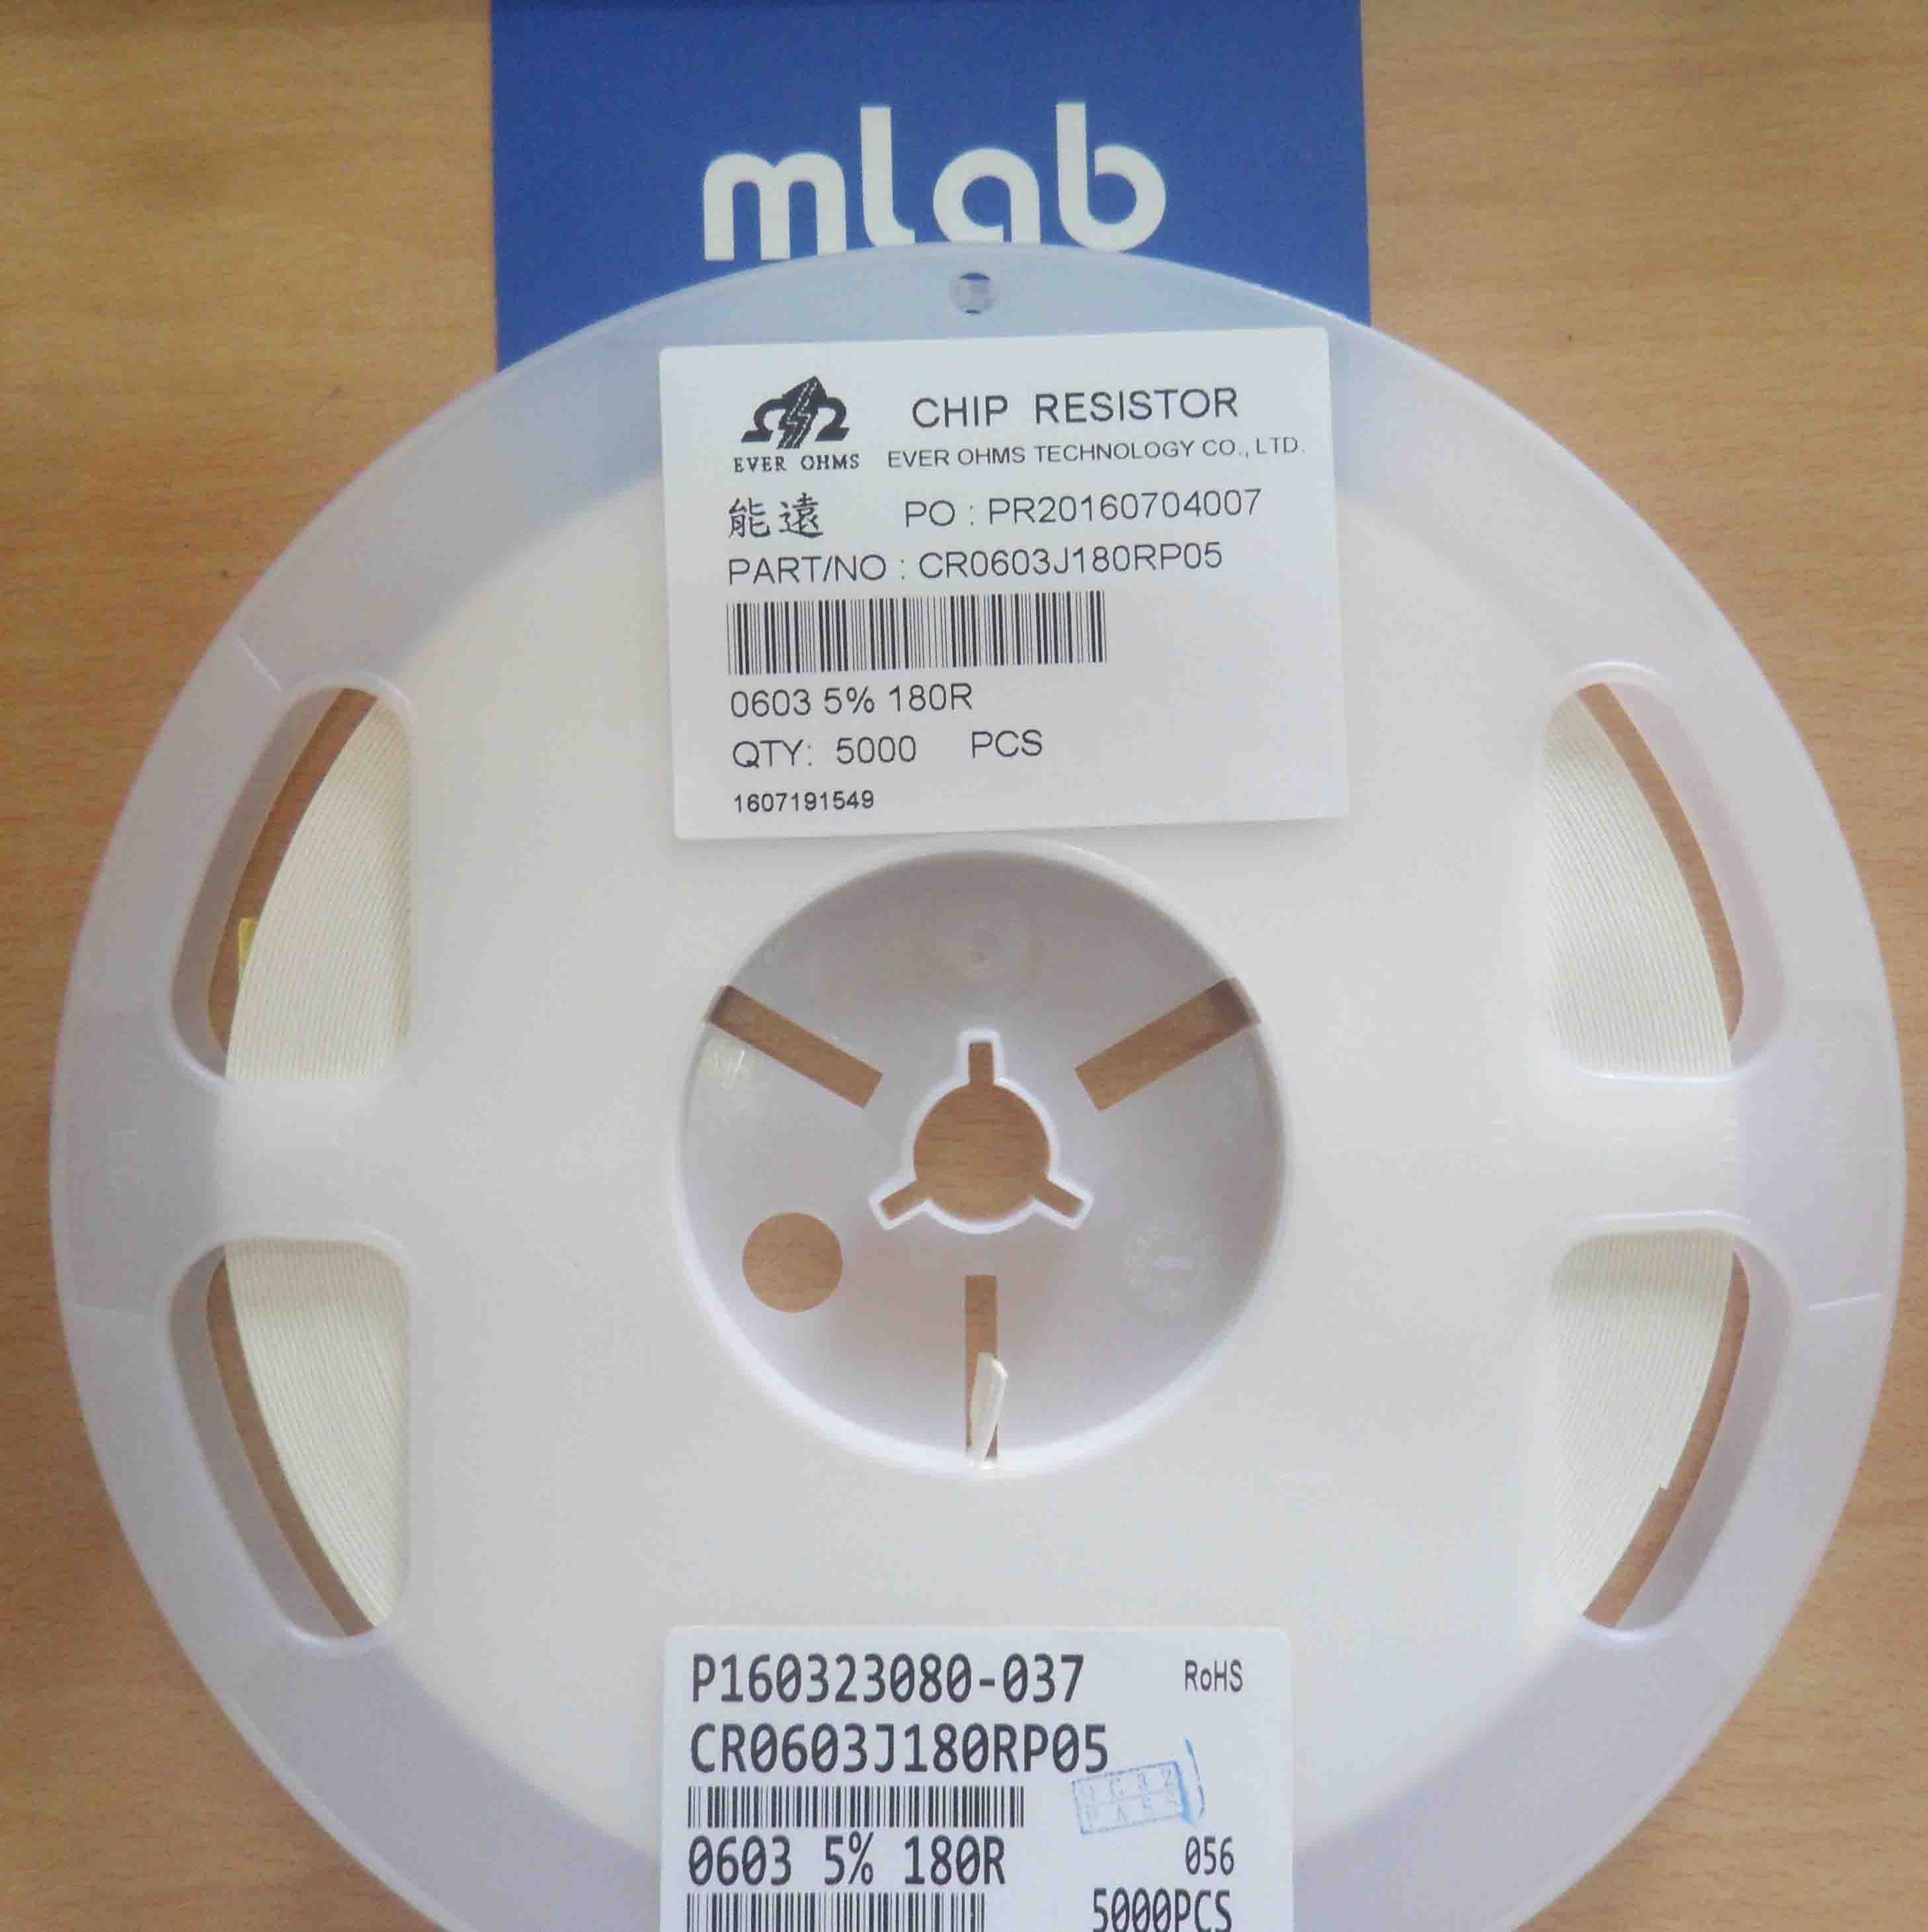 mlab
CHIP RESISTOR
EVER OHMS
EVER OHMS TECHNOLOGY CO., LTD.
能遠 PO : PR20160704007
PART/NO : CR0603J180RP05
0603 5% 180R
QTY: 5000 PCS
1607191549
P160323080-037 RoHS
CR0603J180RP05
PASS
0603 5% 180R 056
5000PCS